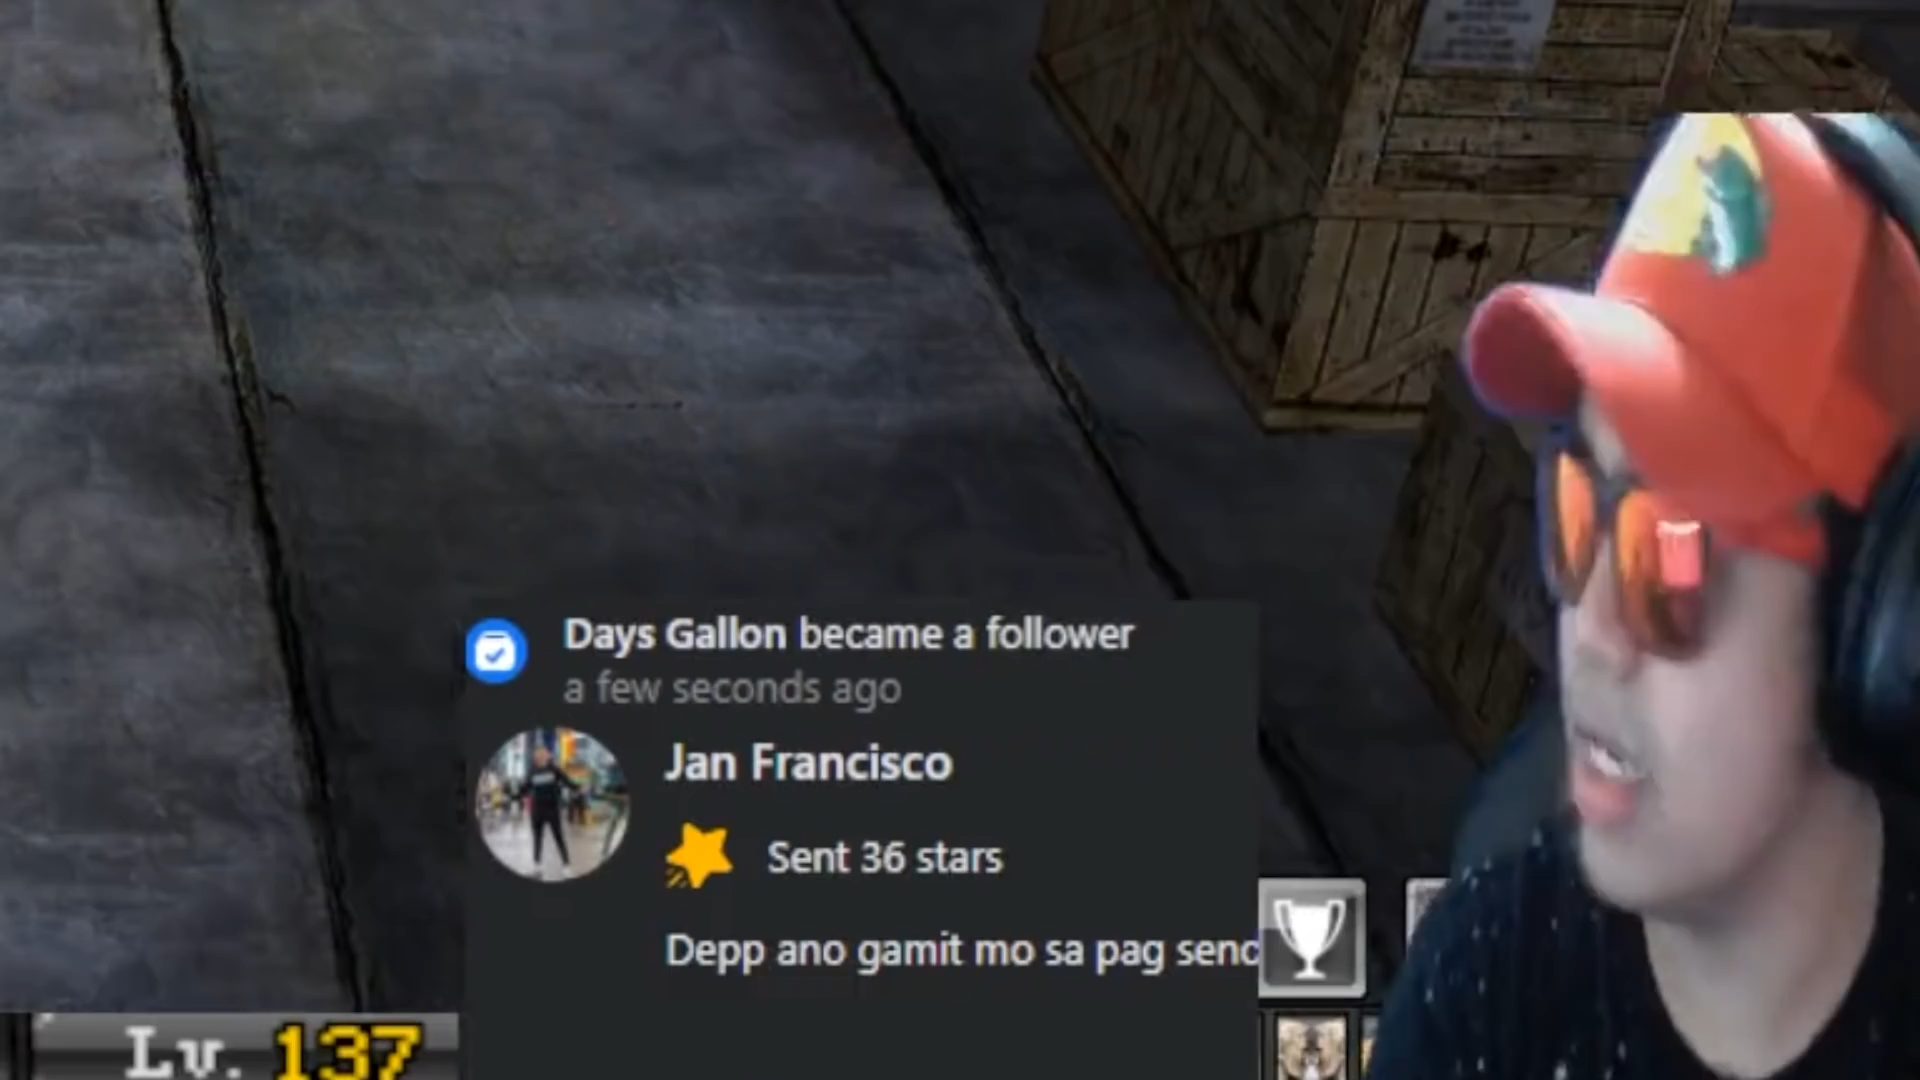 Days Gallon became a follower
a few seconds ago
Jan Francisco
Sent 36 stars
Depp ano gamit mo sa pag send
Lv. 137